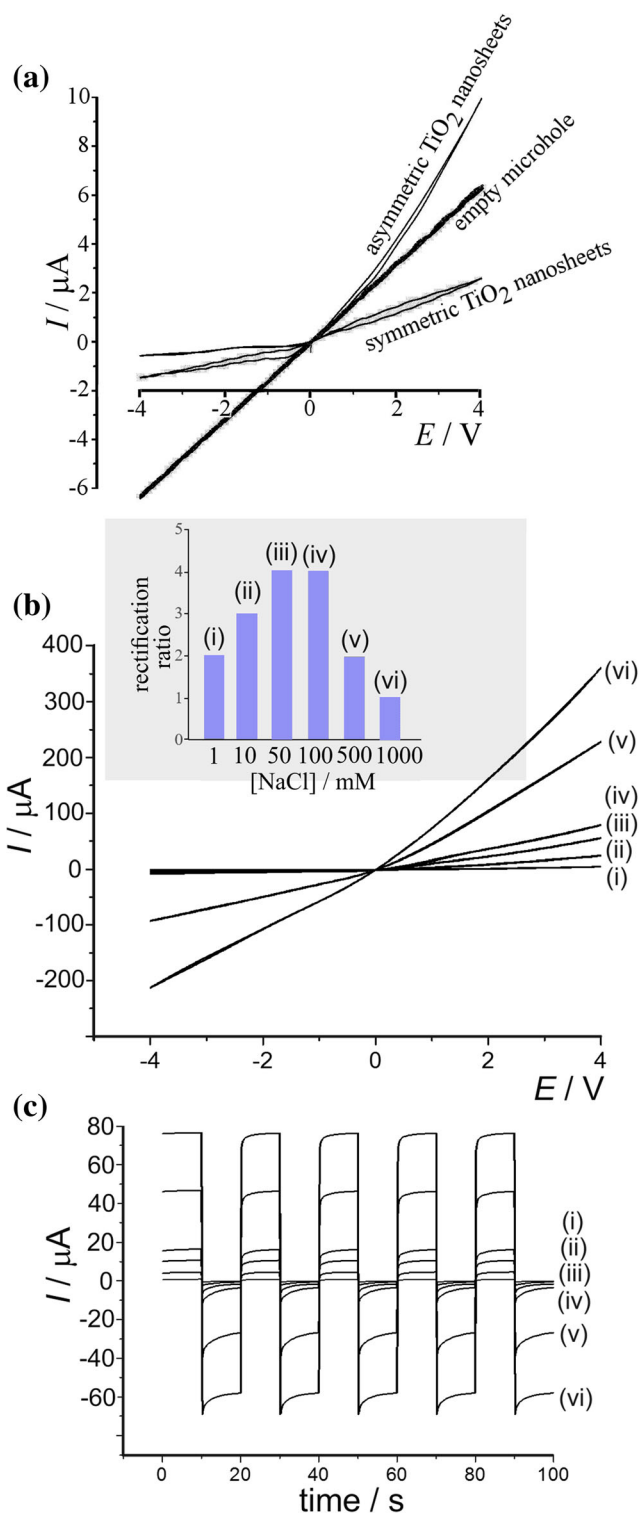 (a)
asymmetric TiO2 nanosheets
empty microhole
symmetric TiO2 nanosheets
10
8
6
4
2
0
-2
-4
-6
I / µA
-4
-2
0
2
4
E / V
(b)
5
4
3
2
1
0
rectification
ratio
(i)
(ii)
(iii)
(iv)
(v)
(vi)
1 10 50 100 500 1000
[NaCl] / mM
400
300
200
100
0
-100
-200
I / µA
(vi)
(v)
(iv)
(iii)
(ii)
(i)
-4
-2
0
2
4
E / V
(c)
80
60
40
20
0
-20
-40
-60
I / µA
(i)
(ii)
(iii)
(iv)
(v)
(vi)
0 20 40 60 80 100
time / s